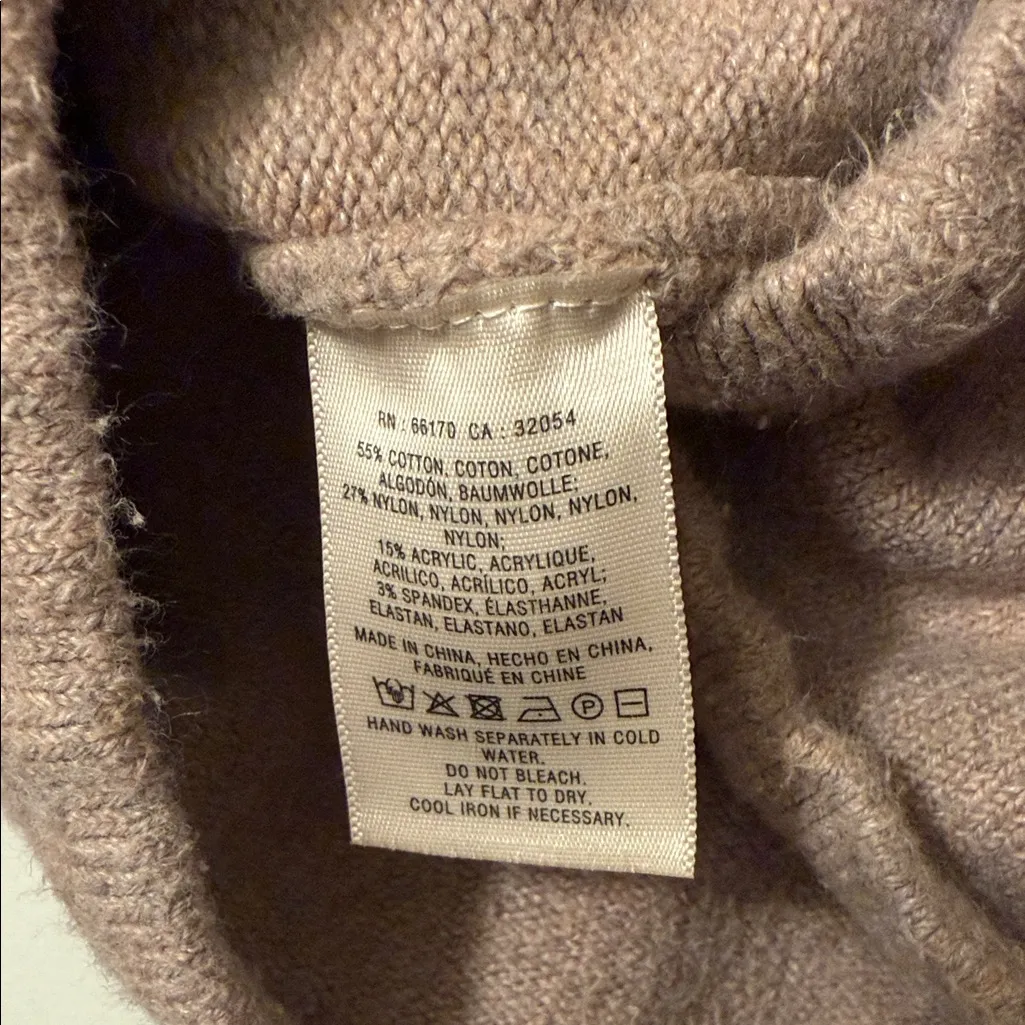 RN : 66170 CA : 32054
55% COTTON, COTON, COTONE,
ALGODÓN, BAUMWOLLE;
27% NYLON, NYLON, NYLON, NYLON,
NYLON;
15% ACRYLIC, ACRYLIQUE,
ACRILICO, ACRÍLICO, ACRYL;
3% SPANDEX, ÉLASTHANNE,
ELASTAN, ELASTANO, ELASTAN
MADE IN CHINA, HECHO EN CHINA,
FABRIQUÉ EN CHINE
P
HAND WASH SEPARATELY IN COLD
WATER.
DO NOT BLEACH.
LAY FLAT TO DRY.
COOL IRON IF NECESSARY.